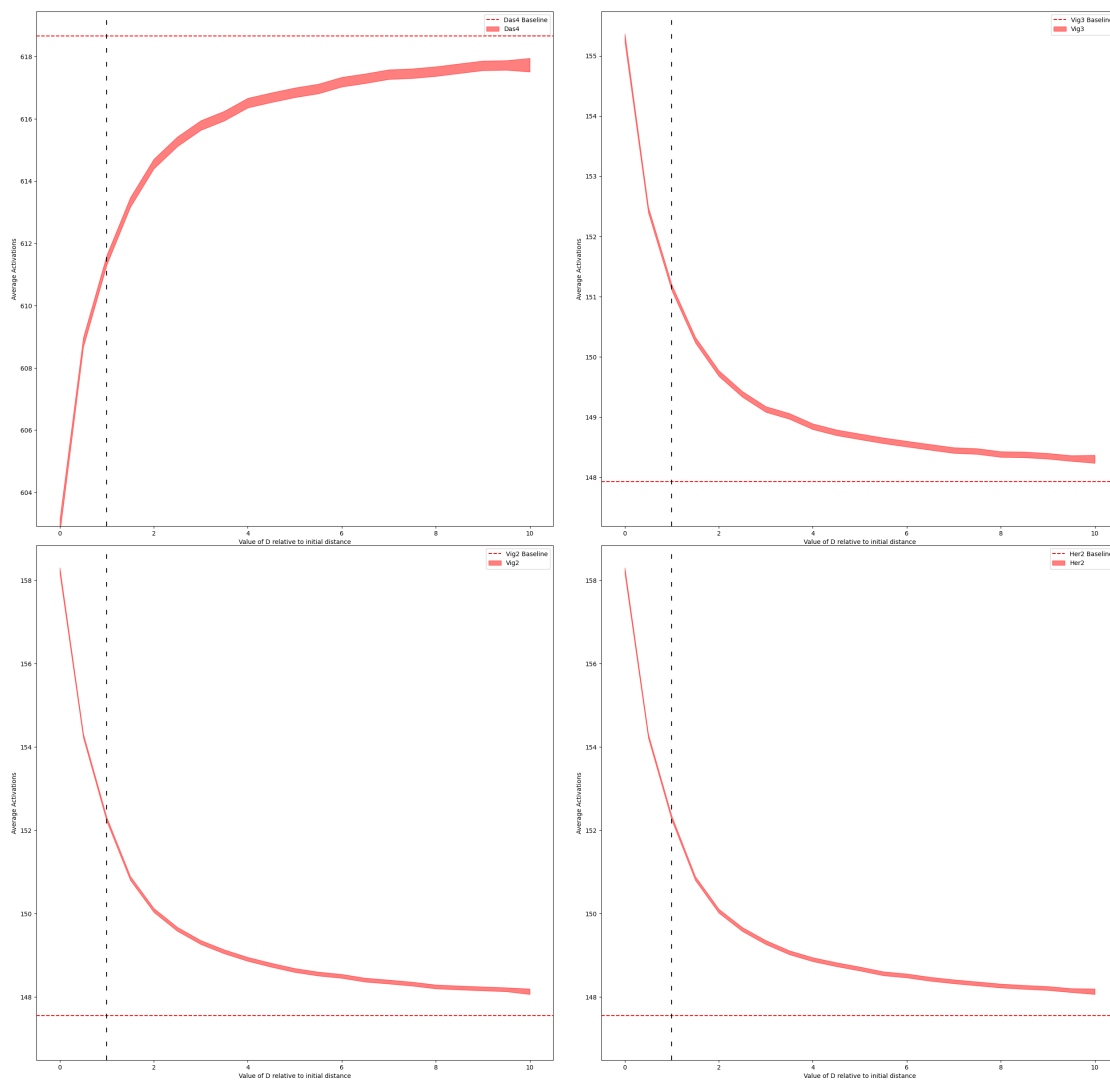 Das4 Baseline
Das4
618
616
614
612
610
608
606
604
Average Activations
0 2 4 6 8 10
Value of D relative to initial distance
Vig3 Baseline
Vig3
155
154
153
152
151
150
149
148
Average Activations
0 2 4 6 8 10
Value of D relative to initial distance
Vig2 Baseline
Vig2
158
156
154
152
150
148
Average Activations
0 2 4 6 8 10
Value of D relative to initial distance
Her2 Baseline
Her2
158
156
154
152
150
148
Average Activations
0 2 4 6 8 10
Value of D relative to initial distance